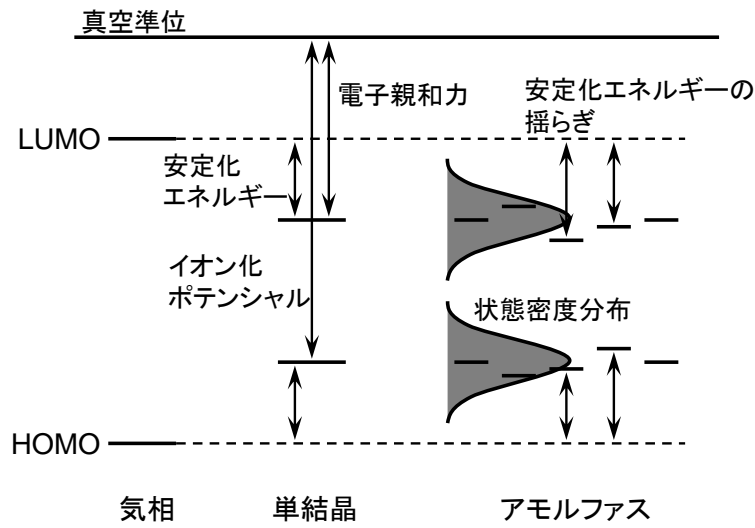 真空準位
電子親和力
安定化エネルギーの
揺らぎ
LUMO
安定化
エネルギー
イオン化
ポテンシャル
状態密度分布
HOMO
気相
単結晶
アモルファス